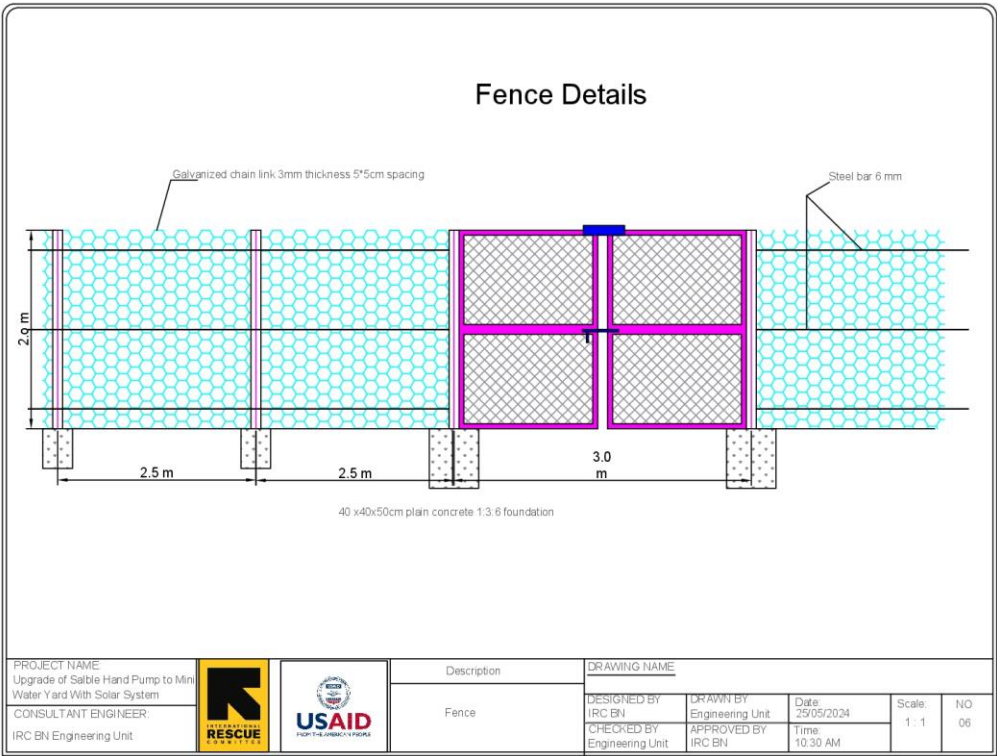 Fence Details
Galvanized chain link 3mm thickness 5*5cm spacing
Steel bar 6 mm
2.0 m
2.5 m
2.5 m
3.0
m
40 x40x50cm plain concrete 1:3:6 foundation
PROJECT NAME:
Upgrade of Salble Hand Pump to Mini
Water Yard With Solar System
CONSULTANT ENGINEER:
IRC BN Engineering Unit
INTERNATIONAL
RESCUE
COMMITTEE
USAID
FROM THE AMERICAN PEOPLE
Description
Fence
DRAWING NAME
DESIGNED BY
IRC BN
DRAWN BY
Engineering Unit
Date:
25/05/2024
CHECKED BY
Engineering Unit
APPROVED BY
IRC BN
Time:
10:30 AM
Scale:
1 : 1
NO
06